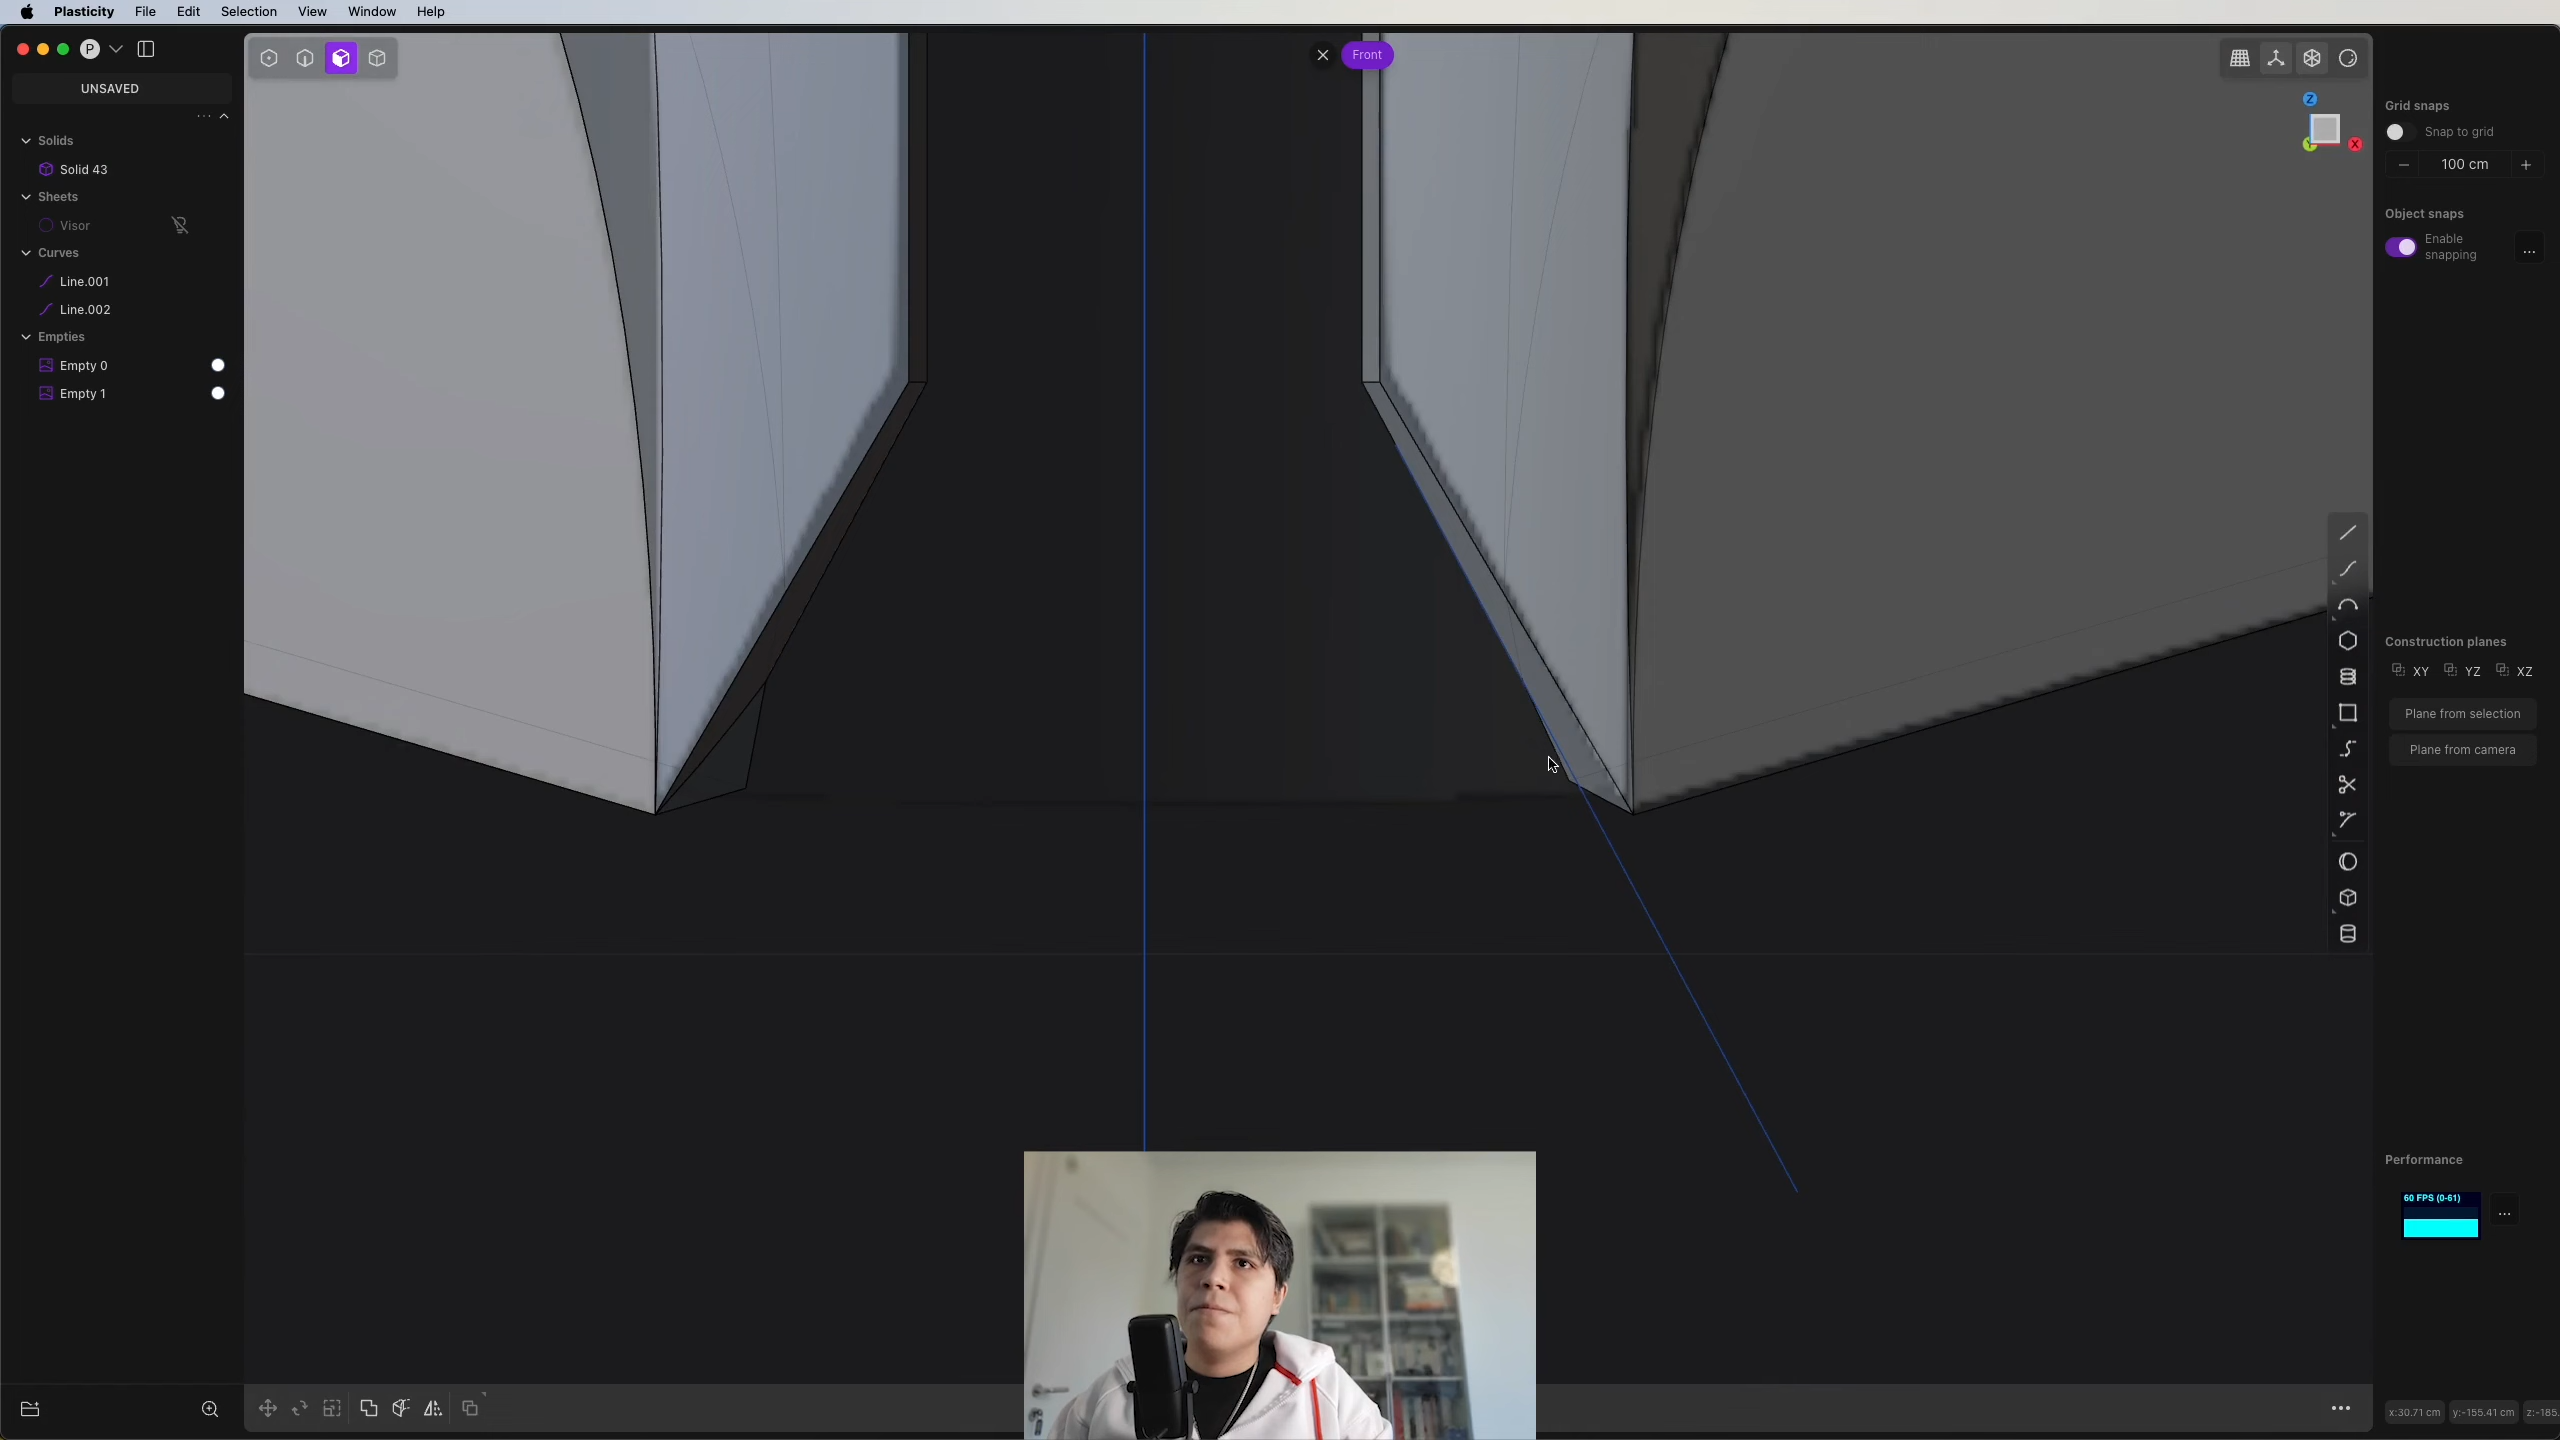 Plasticity File Edit Selection View Window Help
P
UNSAVED
...
Solids
Solid 43
Sheets
Visor
Curves
Line.001
Line.002
Empties
Empty 0
Empty 1
Front
Z
Y
X
Grid snaps
Snap to grid
100 cm
Object snaps
Enable
snapping
...
Construction planes
XY YZ XZ
Plane from selection
Plane from camera
Performance
60 FPS (0-61)
...
x:30.71 cm y:-155.41 cm z:-185.